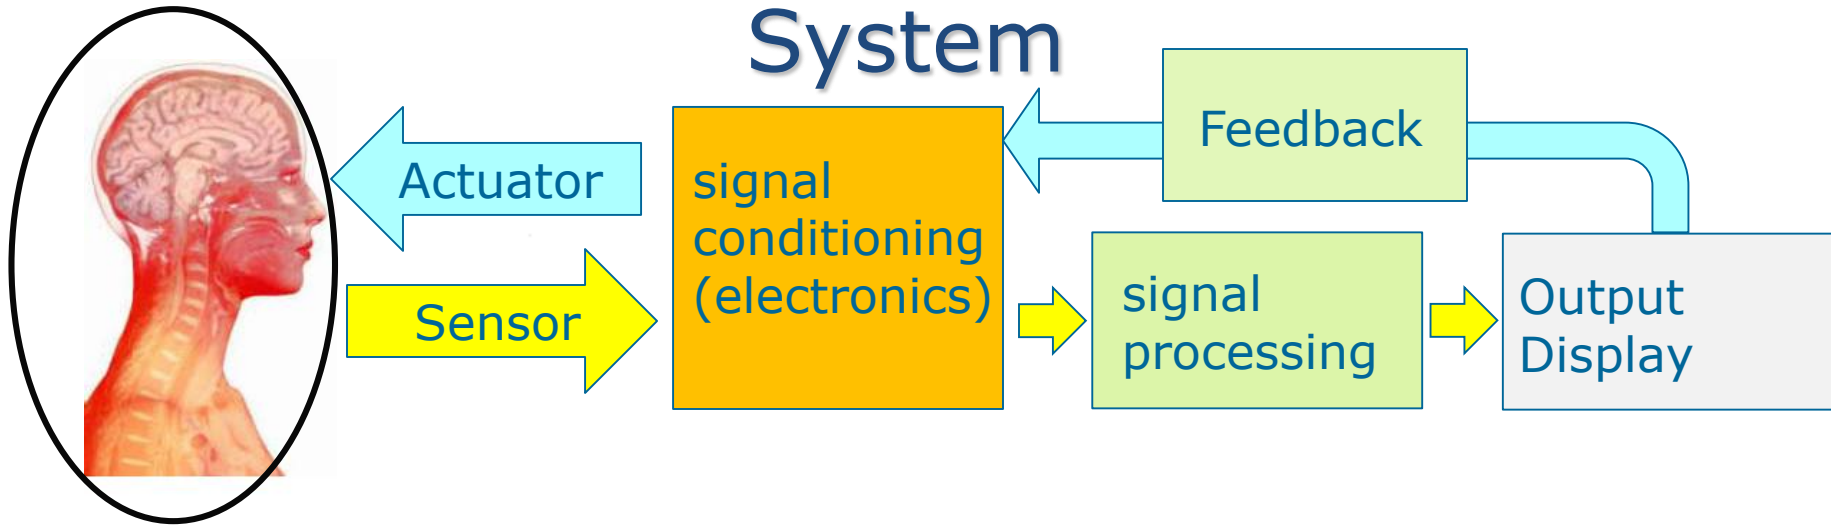 System
Feedback
Actuator
signal
conditioning
(electronics)
Sensor
signal
processing
Output
Display